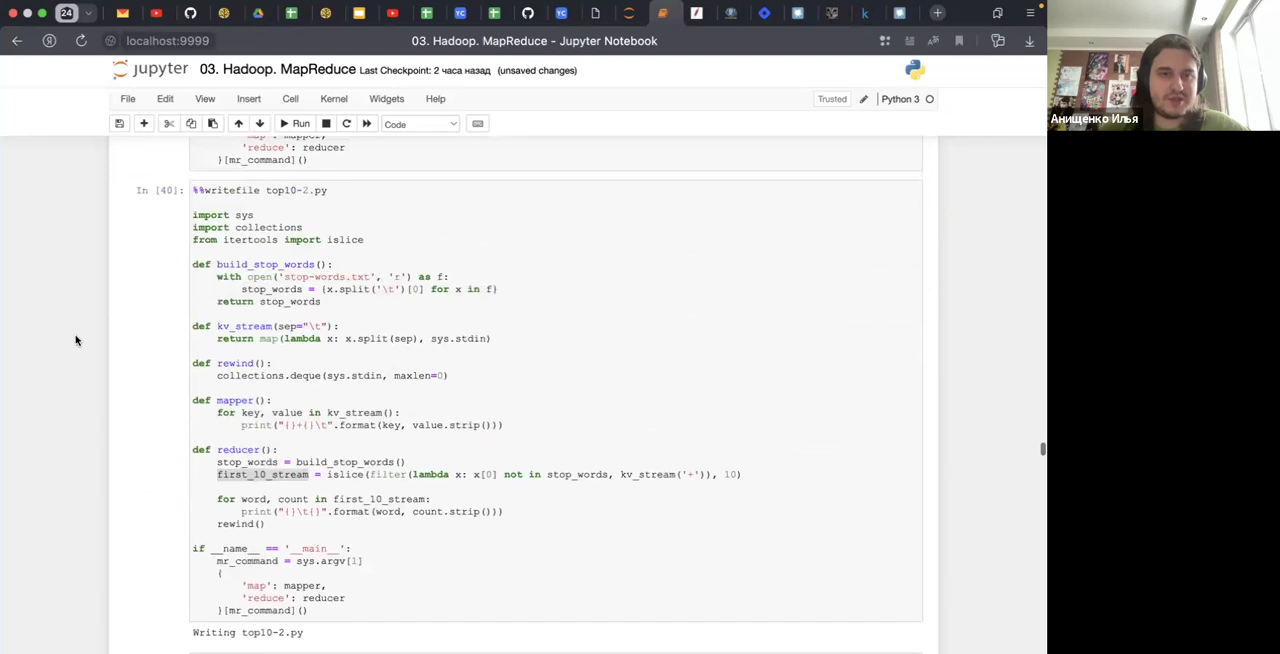 24
localhost:9999
03. Hadoop. MapReduce - Jupyter Notebook
jupyter 03. Hadoop. MapReduce Last Checkpoint: 2 часа назад (unsaved changes)
File Edit View Insert Cell Kernel Widgets Help
Trusted Python 3
Run Code
Анищенко Илья
'map': mapper,
'reduce': reducer
}[mr_command]()
In [40]:
%%writefile top10-2.py
import sys
import collections
from itertools import islice
def build_stop_words():
with open('stop-words.txt', 'r') as f:
stop_words = {x.split('\t')[0] for x in f}
return stop_words
def kv_stream(sep="\t"):
return map(lambda x: x.split(sep), sys.stdin)
def rewind():
collections.deque(sys.stdin, maxlen=0)
def mapper():
for key, value in kv_stream():
print("{}+{}\t".format(key, value.strip()))
def reducer():
stop_words = build_stop_words()
first_10_stream = islice(filter(lambda x: x[0] not in stop_words, kv_stream('+')), 10)
for word, count in first_10_stream:
print("{}\t{}".format(word, count.strip()))
rewind()
if __name__ == '__main__':
mr_command = sys.argv[1]
{
'map': mapper,
'reduce': reducer
}[mr_command]()
Writing top10-2.py